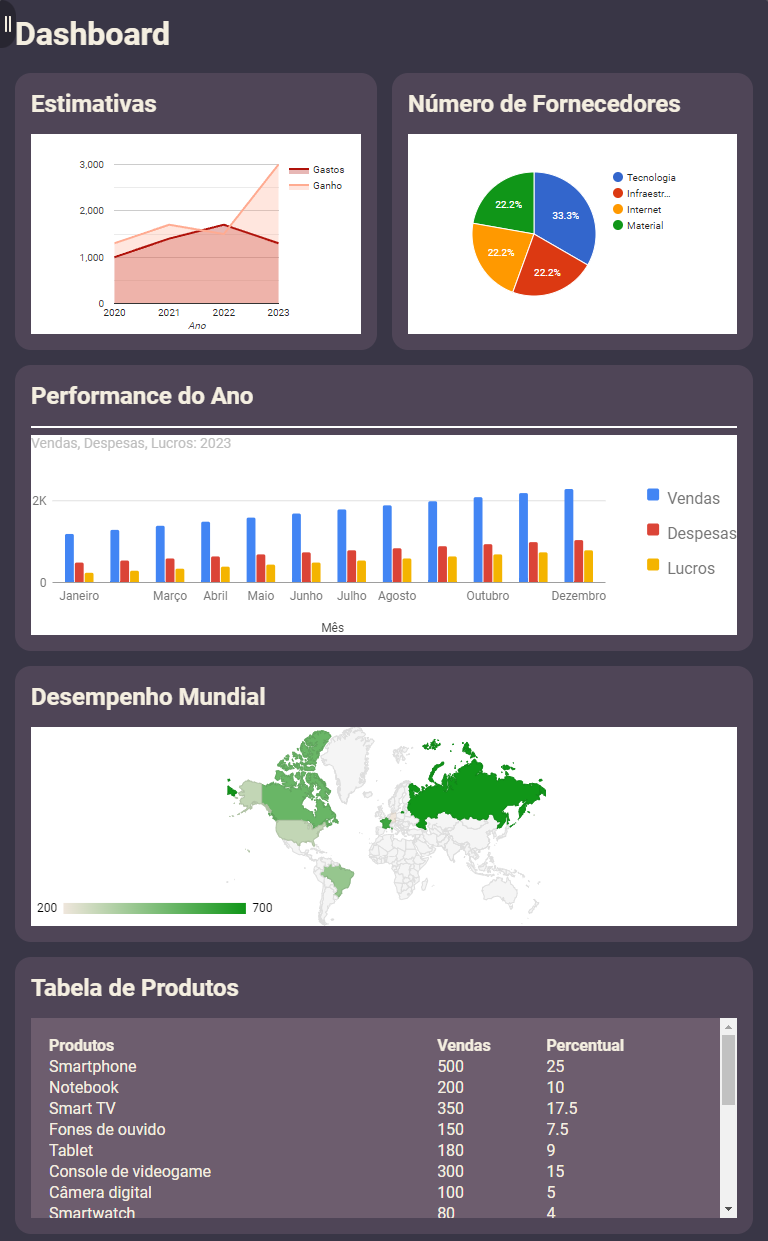 Dashboard
Estimativas
3,000
2,000
1,000
0
2020 2021 2022 2023
Ano
Gastos
Ganho
Número de Fornecedores
33.3%
22.2%
22.2%
22.2%
Tecnologia
Infraestr...
Internet
Material
Performance do Ano
Vendas, Despesas, Lucros: 2023
2K
0
Janeiro Março Abril Maio Junho Julho Agosto Outubro Dezembro
Mês
Vendas
Despesas
Lucros
Desempenho Mundial
200 700
Tabela de Produtos
Produtos Vendas Percentual
Smartphone 500 25
Notebook 200 10
Smart TV 350 17.5
Fones de ouvido 150 7.5
Tablet 180 9
Console de videogame 300 15
Câmera digital 100 5
Smartwatch 80 4